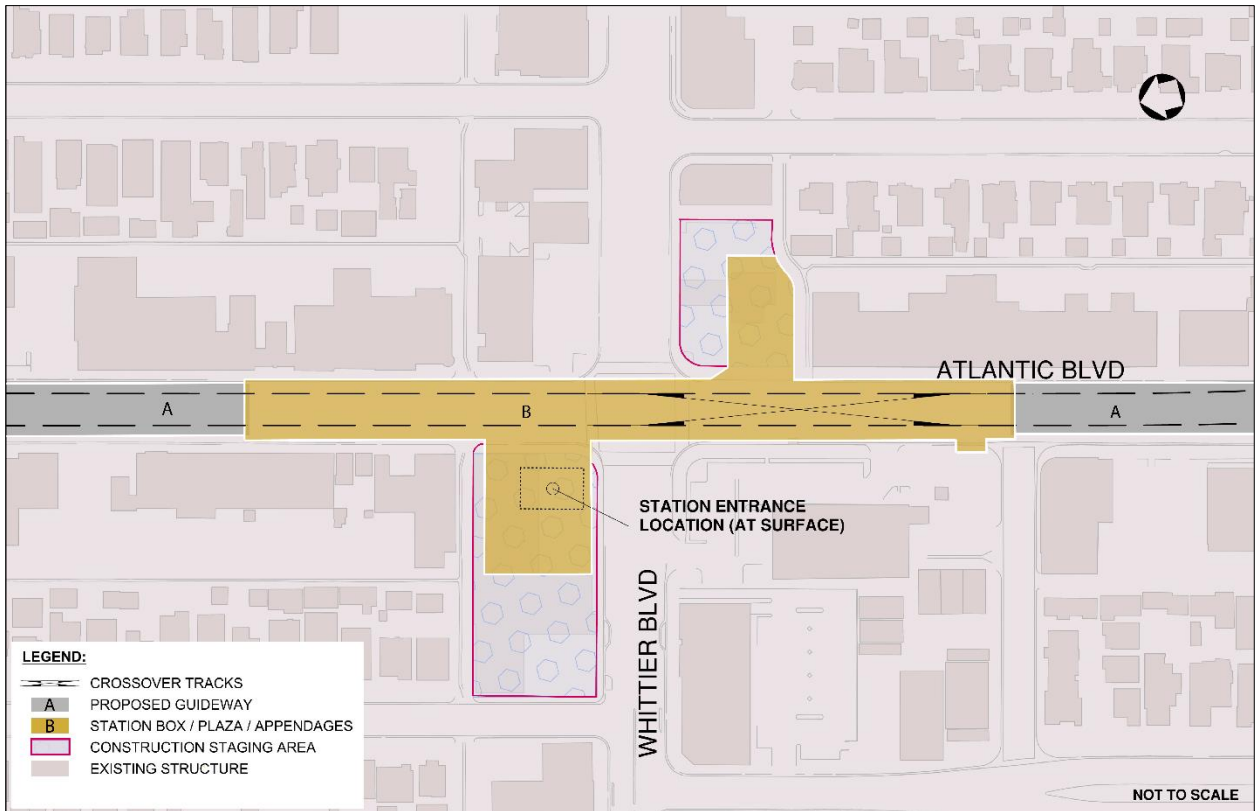 ATLANTIC BLVD
A
B
A
STATION ENTRANCE
LOCATION (AT SURFACE)
WHITTIER BLVD
LEGEND:
CROSSOVER TRACKS
A PROPOSED GUIDEWAY
B STATION BOX / PLAZA / APPENDAGES
CONSTRUCTION STAGING AREA
EXISTING STRUCTURE
NOT TO SCALE